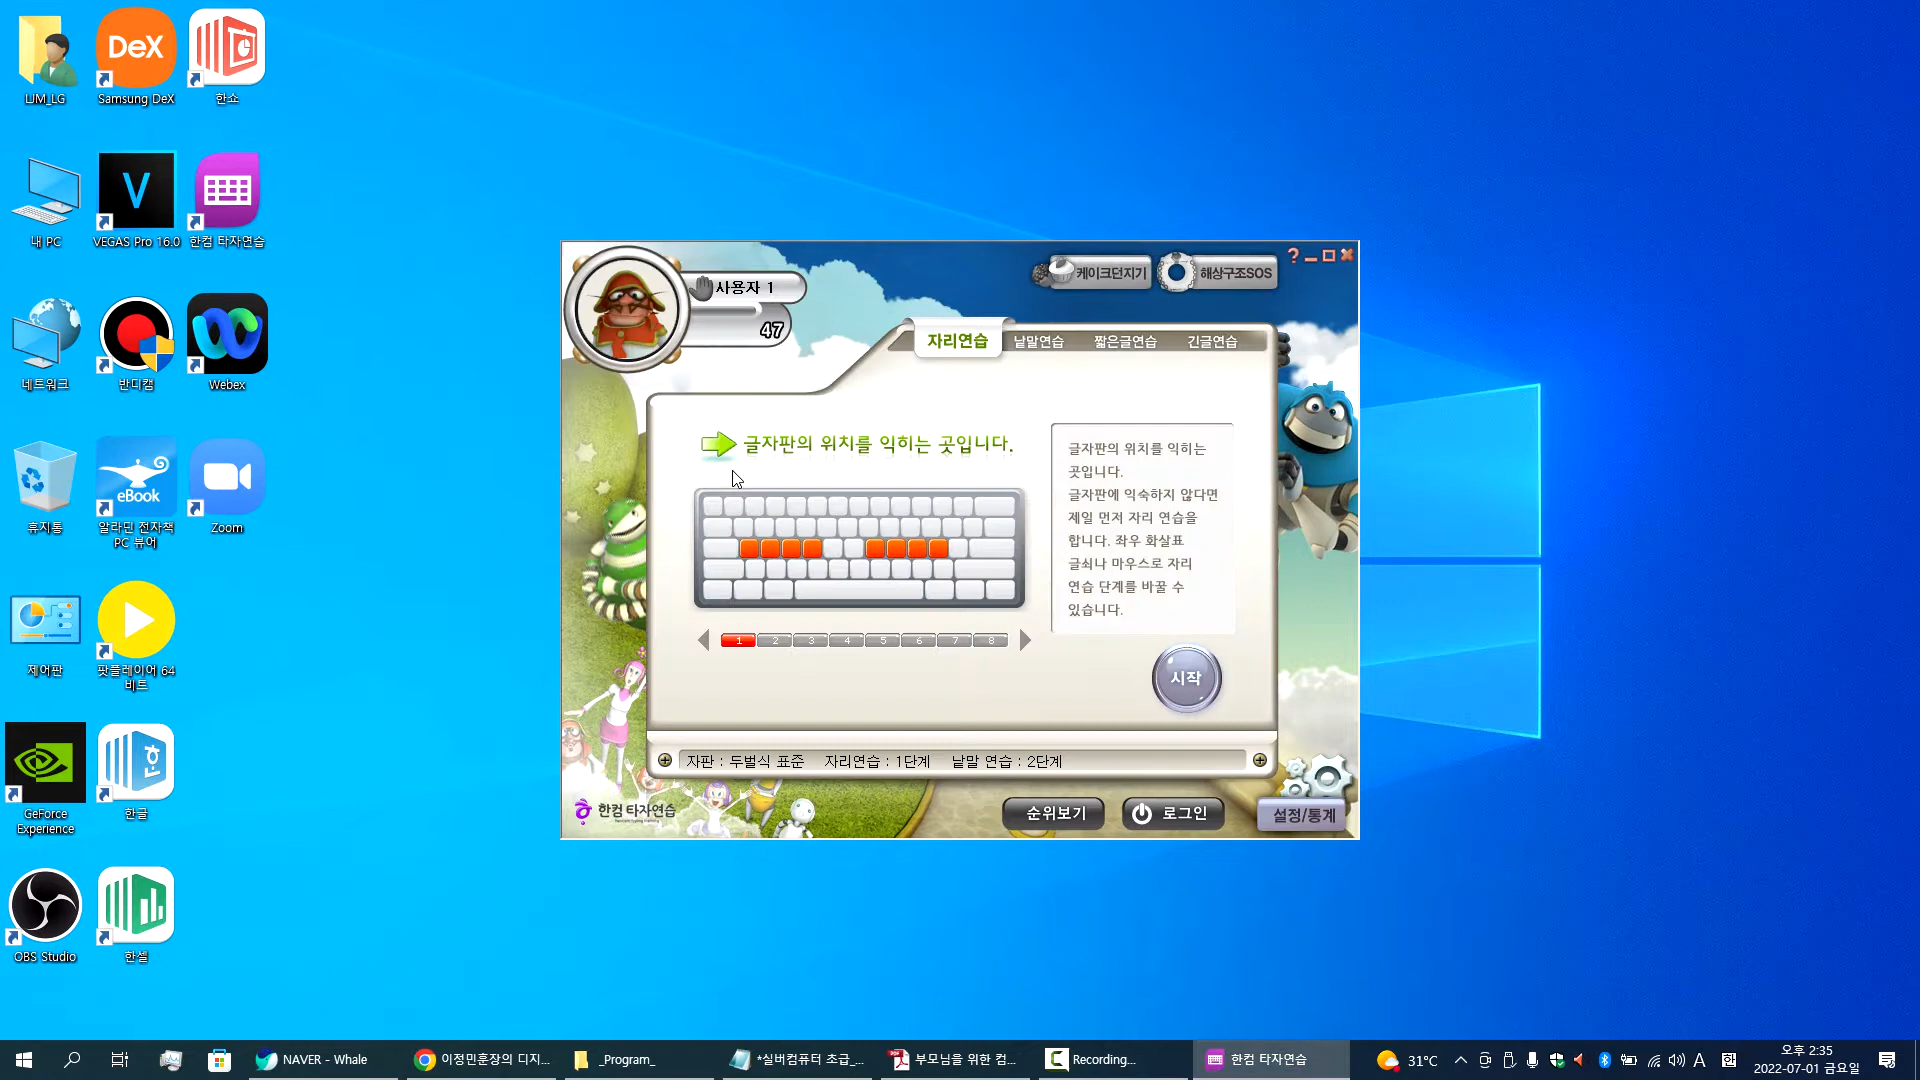 LJM_LG
DeX
Samsung DeX
한쇼
내 PC
V
VEGAS Pro 16.0
한컴 타자연습
네트워크
반디캠
Webex
휴지통
eBook
알라딘 전자책
PC 뷰어
Zoom
제어판
팟플레이어 64
비트
GeForce
Experience
한
한글
OBS Studio
한셀
사용자 1
47
케이크던지기
해상구조SOS
?
자리연습
낱말연습
짧은글연습
긴글연습
글자판의 위치를 익히는 곳입니다.
글자판의 위치를 익히는
곳입니다.
글자판에 익숙하지 않다면
제일 먼저 자리 연습을
합니다. 좌우 화살표
글쇠나 마우스로 자리
연습 단계를 바꿀 수
있습니다.
1 2 3 4 5 6 7 8
시작
자판 : 두벌식 표준 자리연습 : 1단계 낱말 연습 : 2단계
한컴 타자연습
순위보기
로그인
설정/통계
NAVER - Whale
이정민훈장의 디지...
_Program_
*실버컴퓨터 초급_...
부모님을 위한 컴...
Recording...
한컴 타자연습
31°C
A
한
오후 2:35
2022-07-01 금요일